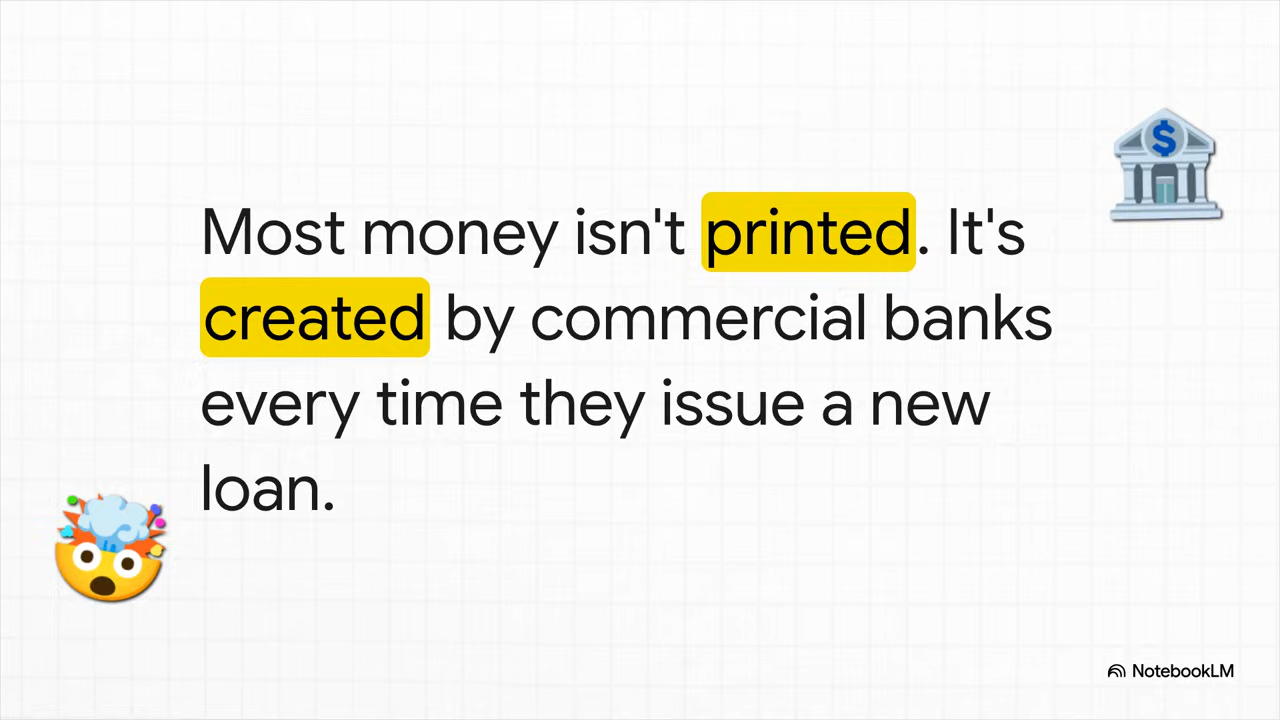 Most money isn't printed. It's
created by commercial banks
every time they issue a new
loan.
$
NotebookLM